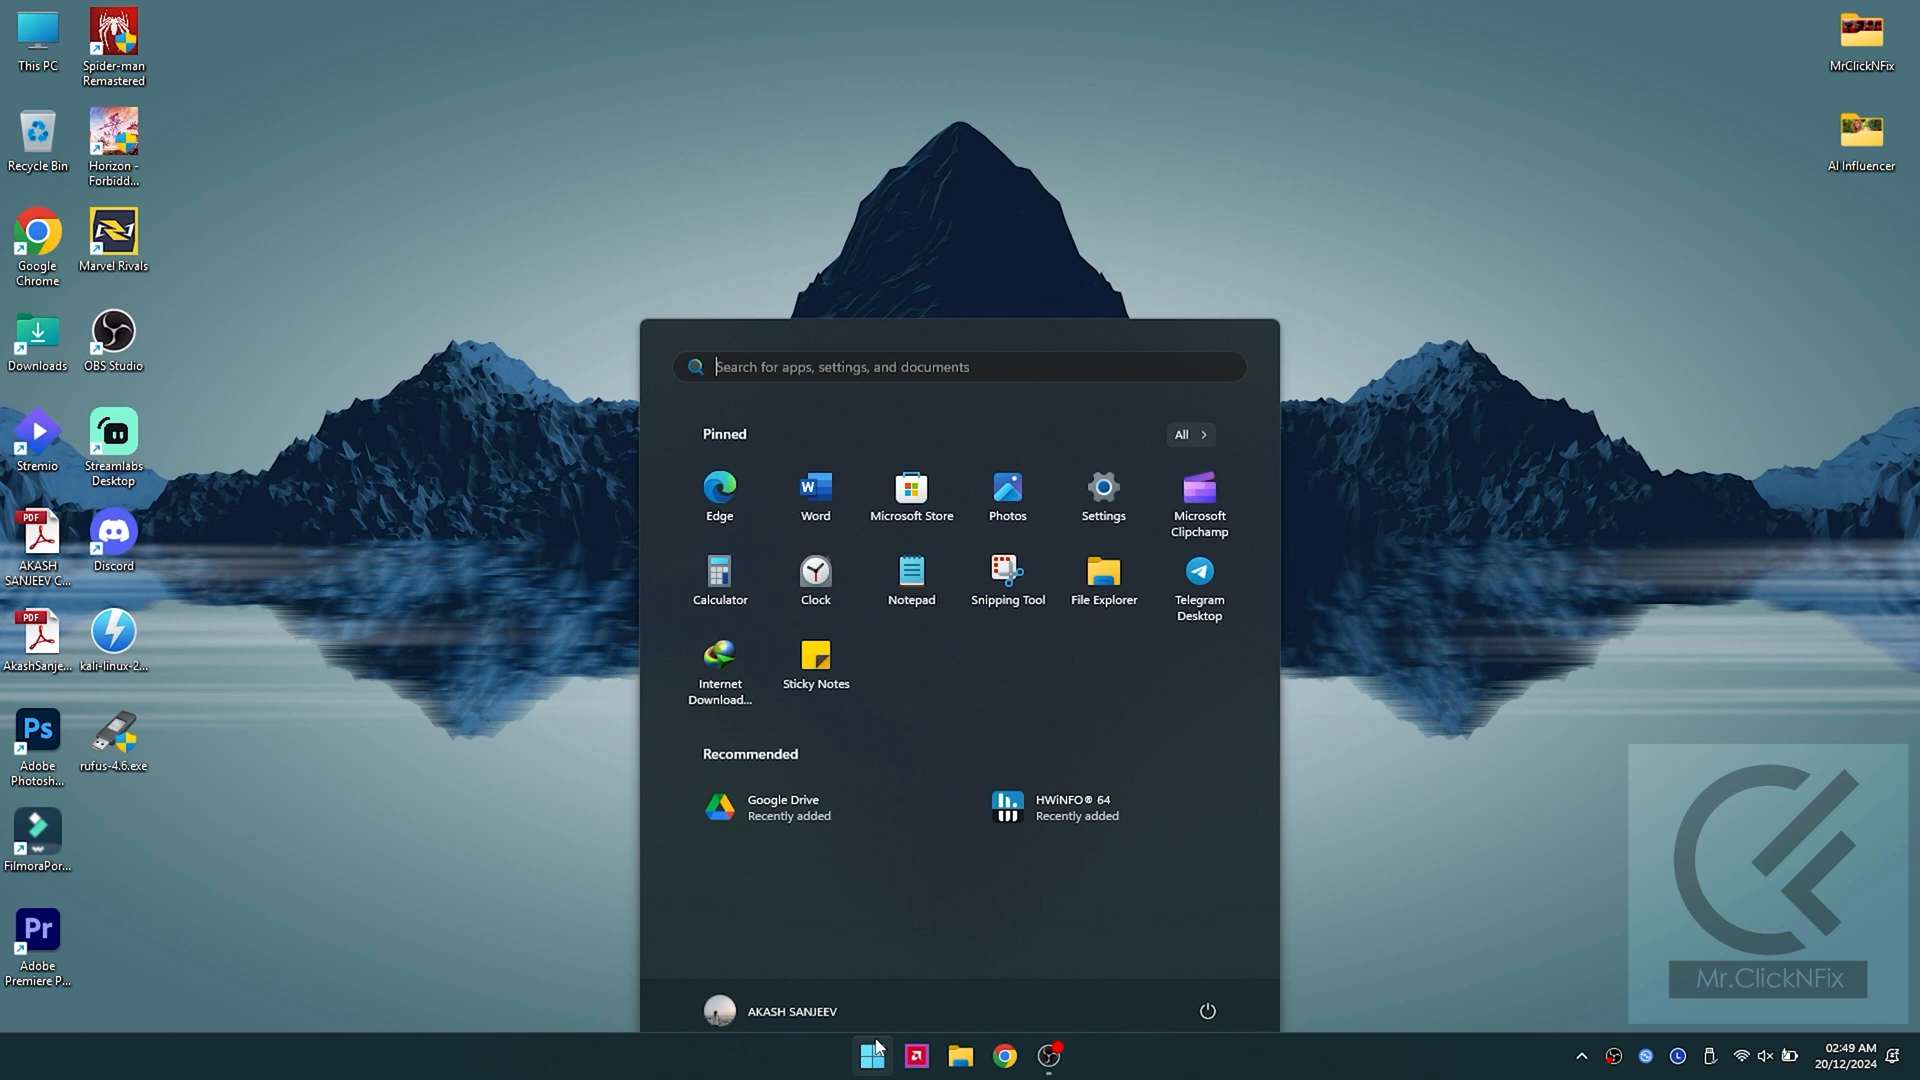 This PC
Spider-man
Remastered
Recycle Bin
Horizon -
Forbidd...
Google
Chrome
Marvel Rivals
Downloads
OBS Studio
Stremio
Streamlabs
Desktop
PDF
AKASH
SANJEEV C...
Discord
PDF
AkashSanje...
kali-linux-2...
Ps
Adobe
Photosh...
rufus-4.6.exe
FilmoraPor...
Pr
Adobe
Premiere P...
MrClickNFix
AI Influencer
Search for apps, settings, and documents
Pinned
All
Edge
W
Word
Microsoft Store
Photos
Settings
Microsoft
Clipchamp
Calculator
Clock
Notepad
Snipping Tool
File Explorer
Telegram
Desktop
Internet
Download...
Sticky Notes
Recommended
Google Drive
Recently added
HWiNFO® 64
Recently added
AKASH SANJEEV
Mr.ClickNFix
02:49 AM
20/12/2024